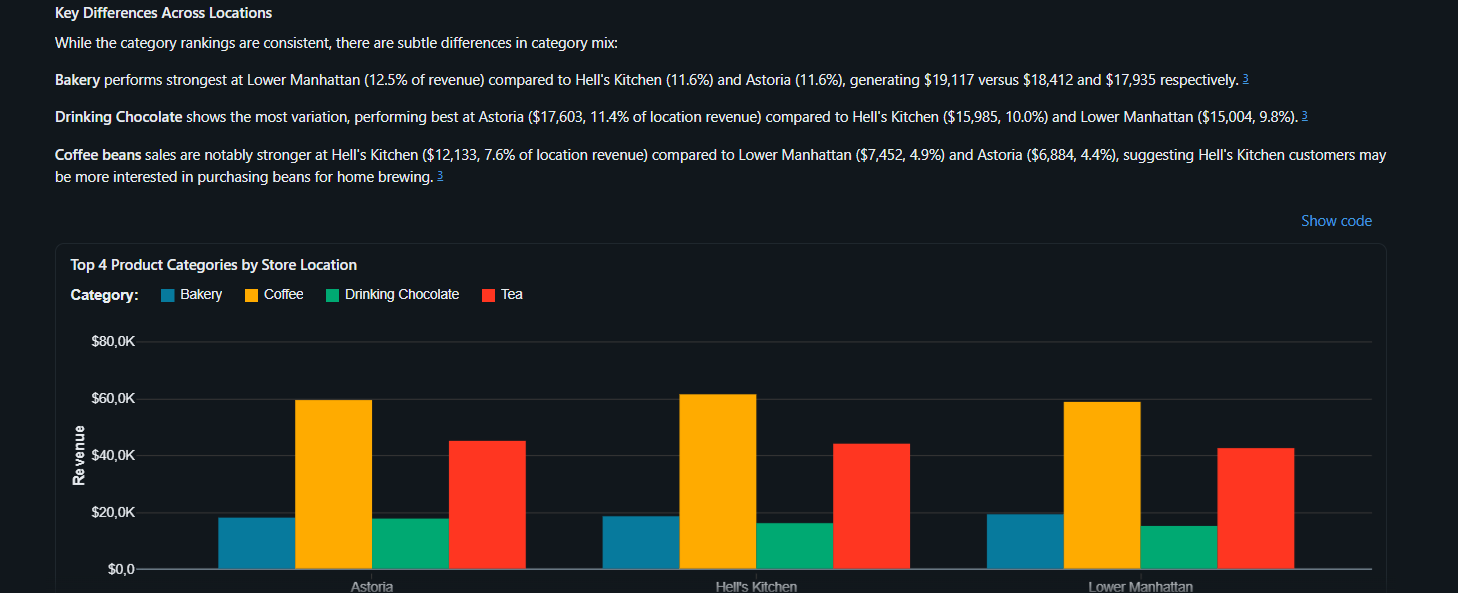 Key Differences Across Locations
While the category rankings are consistent, there are subtle differences in category mix:
Bakery performs strongest at Lower Manhattan (12.5% of revenue) compared to Hell's Kitchen (11.6%) and Astoria (11.6%), generating $19,117 versus $18,412 and $17,935 respectively. 3
Drinking Chocolate shows the most variation, performing best at Astoria ($17,603, 11.4% of location revenue) compared to Hell's Kitchen ($15,985, 10.0%) and Lower Manhattan ($15,004, 9.8%). 3
Coffee beans sales are notably stronger at Hell's Kitchen ($12,133, 7.6% of location revenue) compared to Lower Manhattan ($7,452, 4.9%) and Astoria ($6,884, 4.4%), suggesting Hell's Kitchen customers may
be more interested in purchasing beans for home brewing. 3
Show code
Top 4 Product Categories by Store Location
Category: Bakery Coffee Drinking Chocolate Tea
$80,0K
$60,0K
Revenue
$40,0K
$20,0K
$0,0
Astoria Hell's Kitchen Lower Manhattan